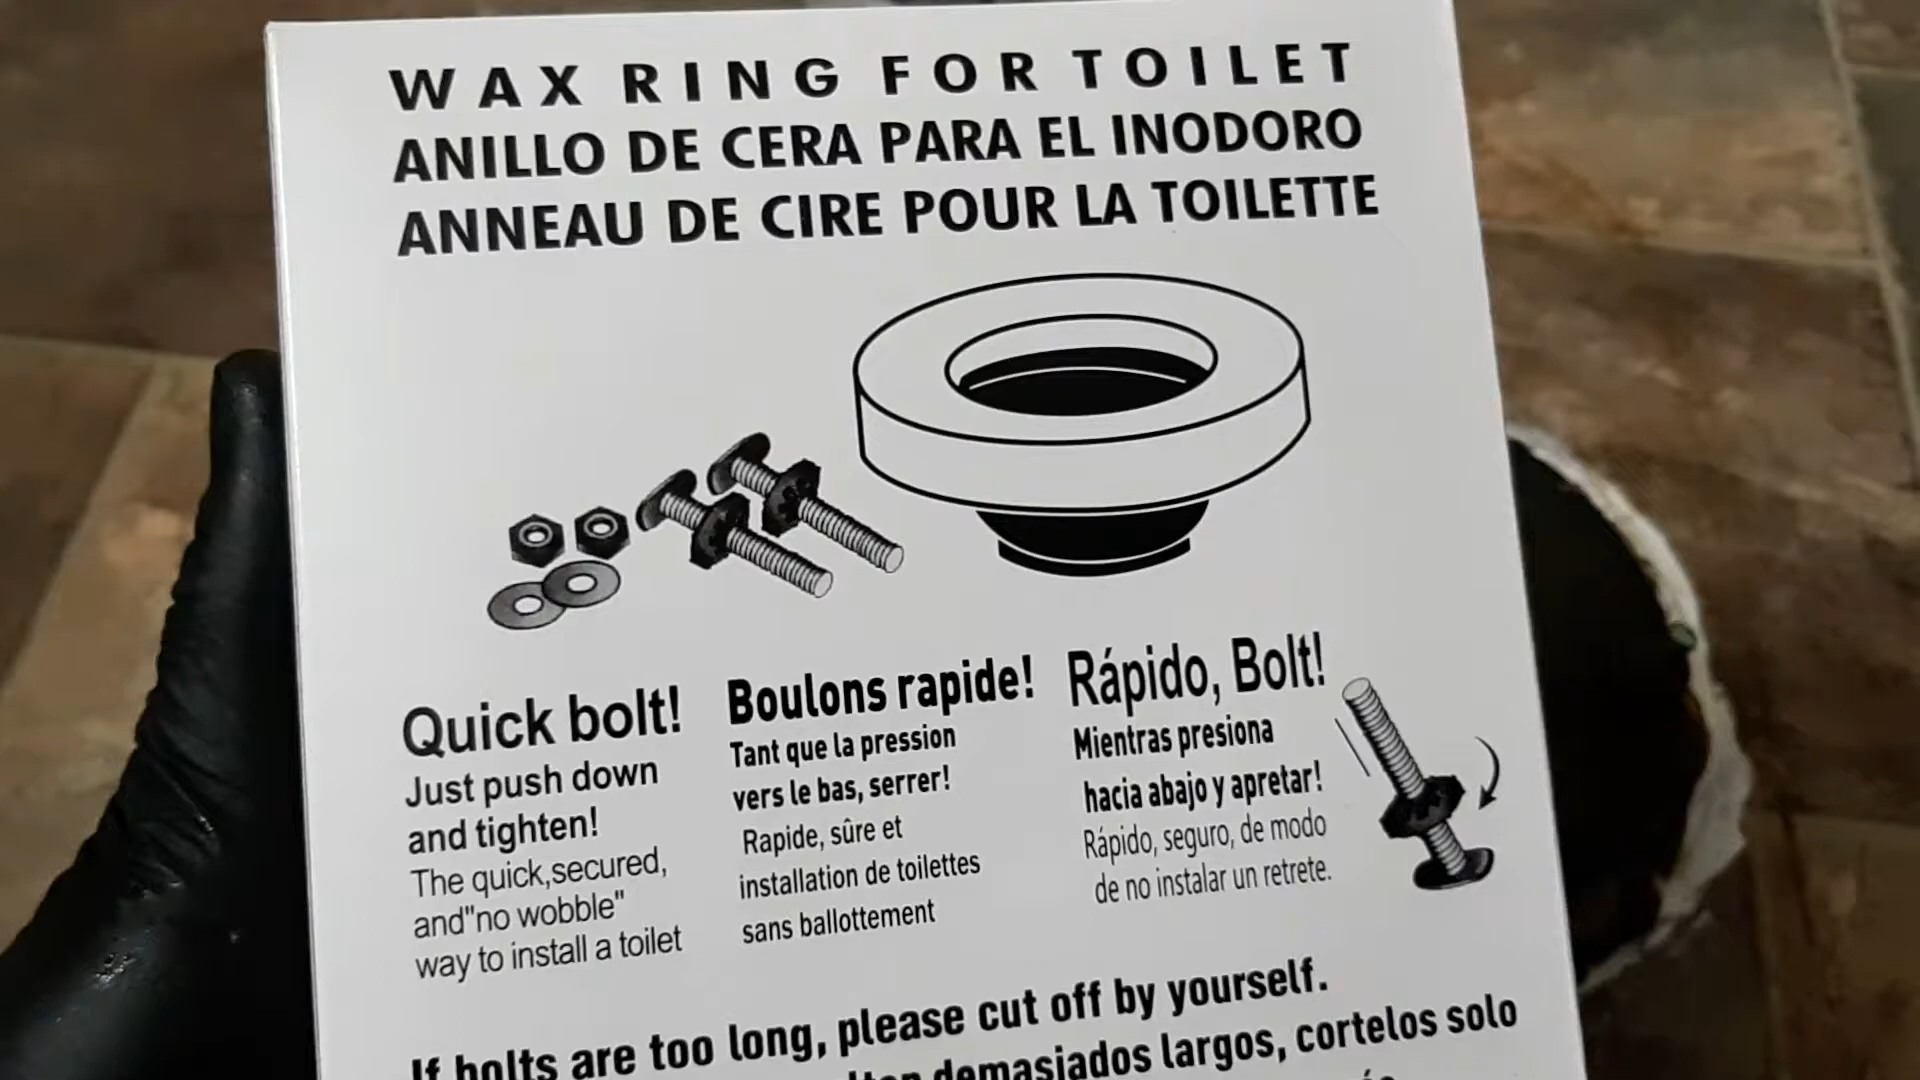 WAX RING FOR TOILET
ANILLO DE CERA PARA EL INODORO
ANNEAU DE CIRE POUR LA TOILETTE
Quick bolt!
Just push down
and tighten!
The quick,secured,
and"no wobble"
way to install a toilet
Boulons rapide!
Tant que la pression
vers le bas, serrer!
Rapide, sûre et
installation de toilettes
sans ballottement
Rápido, Bolt!
Mientras presiona
hacia abajo y apretar!
Rápido, seguro, de modo
de no instalar un retrete.
If bolts are too long, please cut off by yourself.
demasiados largos, cortelos solo